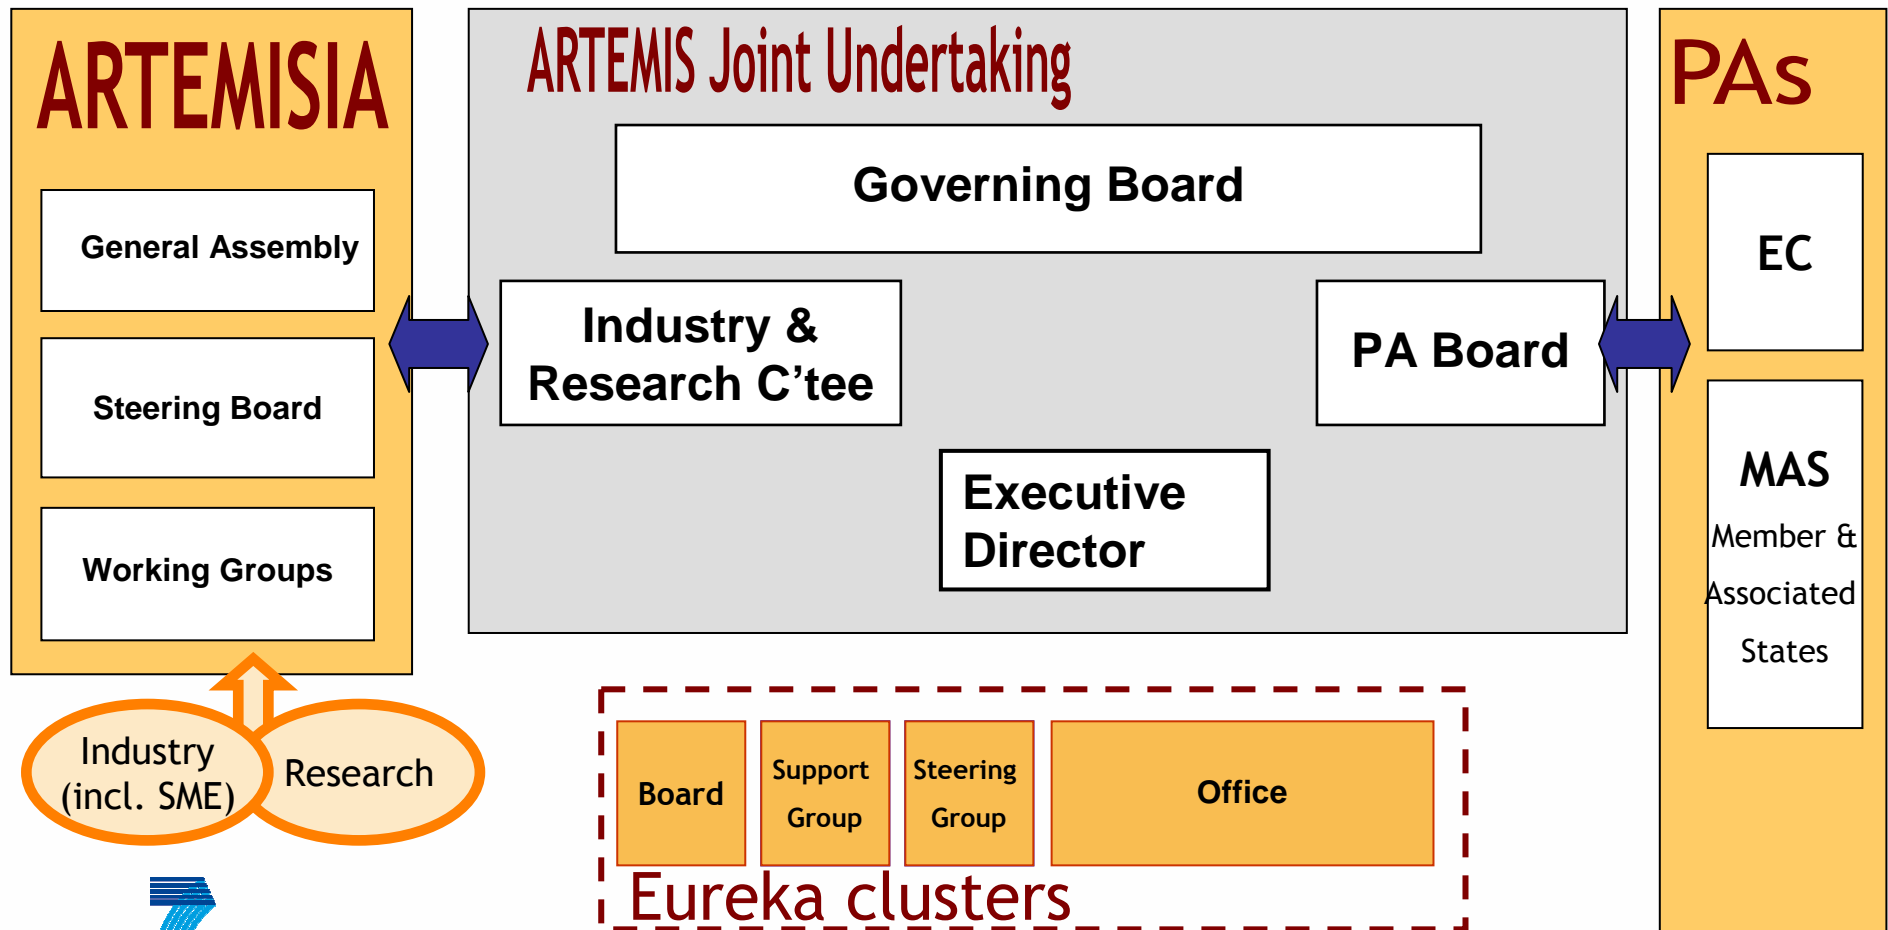 ARTEMISIA
General Assembly
Steering Board
Working Groups
Industry
(incl. SME)
Research
ARTEMIS Joint Undertaking
Governing Board
Industry &
Research C’tee
PA Board
Executive
Director
Board
Support
Group
Steering
Group
Office
Eureka clusters
PAs
EC
MAS
Member &
Associated
States